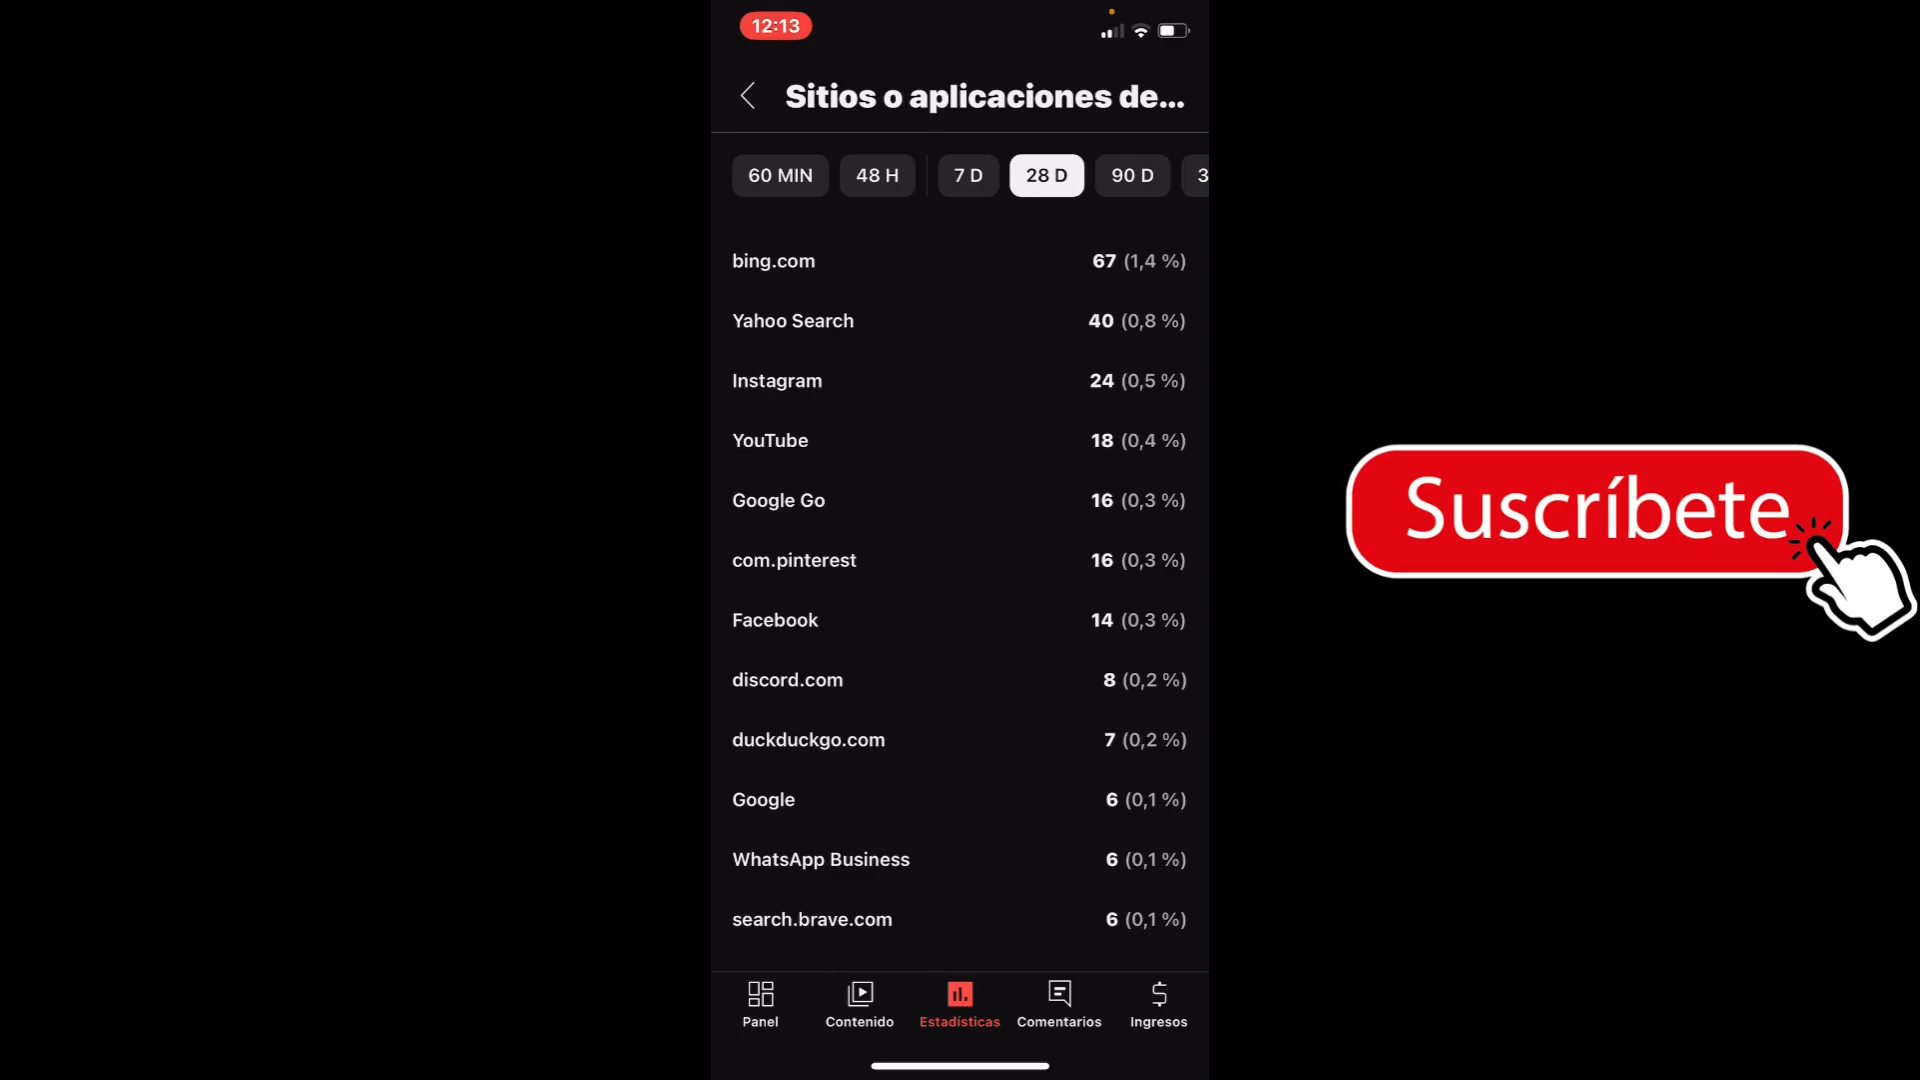 12:13
Sitios o aplicaciones de...
60 MIN 48 H 7 D 28 D 90 D 3
bing.com 67 (1,4 %)
Yahoo Search 40 (0,8 %)
Instagram 24 (0,5 %)
YouTube 18 (0,4 %)
Google Go 16 (0,3 %)
com.pinterest 16 (0,3 %)
Facebook 14 (0,3 %)
discord.com 8 (0,2 %)
duckduckgo.com 7 (0,2 %)
Google 6 (0,1 %)
WhatsApp Business 6 (0,1 %)
search.brave.com 6 (0,1 %)
Panel Contenido Estadísticas Comentarios Ingresos
Suscríbete